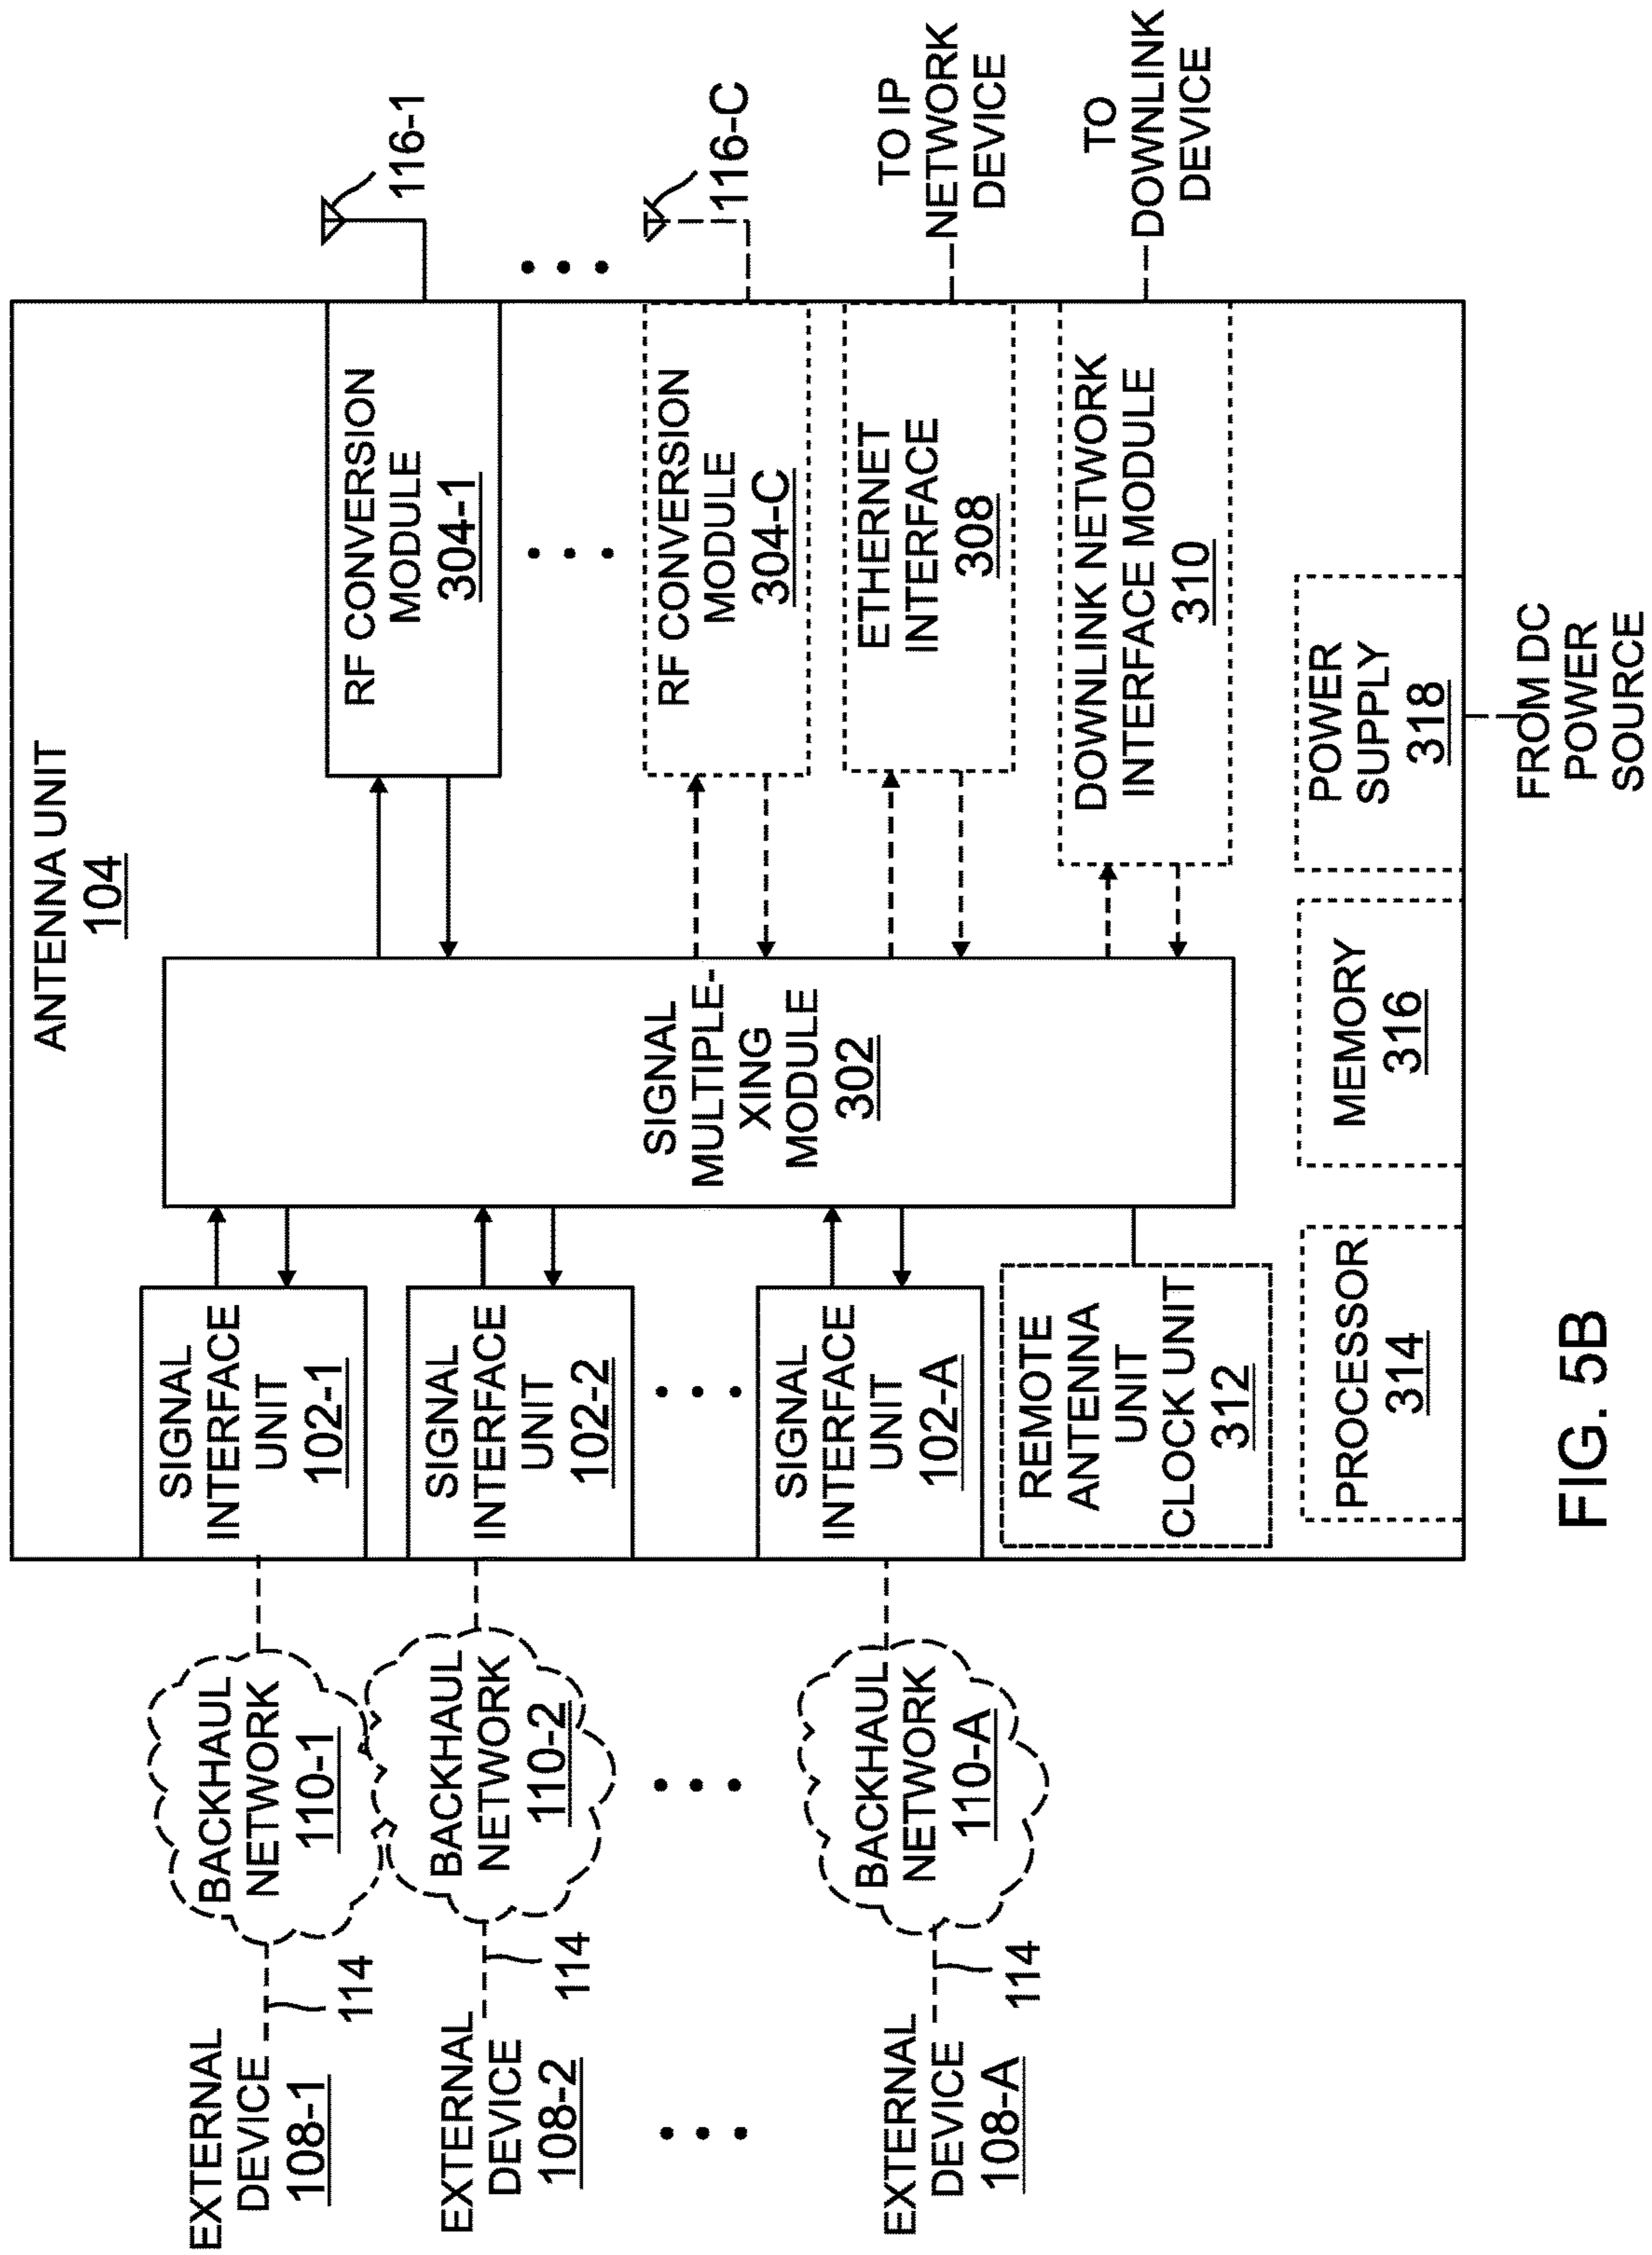 ANTENNA UNIT
104
EXTERNAL
DEVICE
108-1
114
BACKHAUL
NETWORK
110-1
SIGNAL
INTERFACE
UNIT
102-1
EXTERNAL
DEVICE
108-2
114
BACKHAUL
NETWORK
110-2
SIGNAL
INTERFACE
UNIT
102-2
EXTERNAL
DEVICE
108-A
114
BACKHAUL
NETWORK
110-A
SIGNAL
INTERFACE
UNIT
102-A
REMOTE
ANTENNA
UNIT
CLOCK UNIT
312
SIGNAL
MULTIPLE-
XING
MODULE
302
RF CONVERSION
MODULE
304-1
116-1
RF CONVERSION
MODULE
304-C
116-C
ETHERNET
INTERFACE
308
TO IP
NETWORK
DEVICE
DOWNLINK NETWORK
INTERFACE MODULE
310
TO
DOWNLINK
DEVICE
PROCESSOR
314
MEMORY
316
POWER
SUPPLY
318
FROM DC
POWER
SOURCE
FIG. 5B